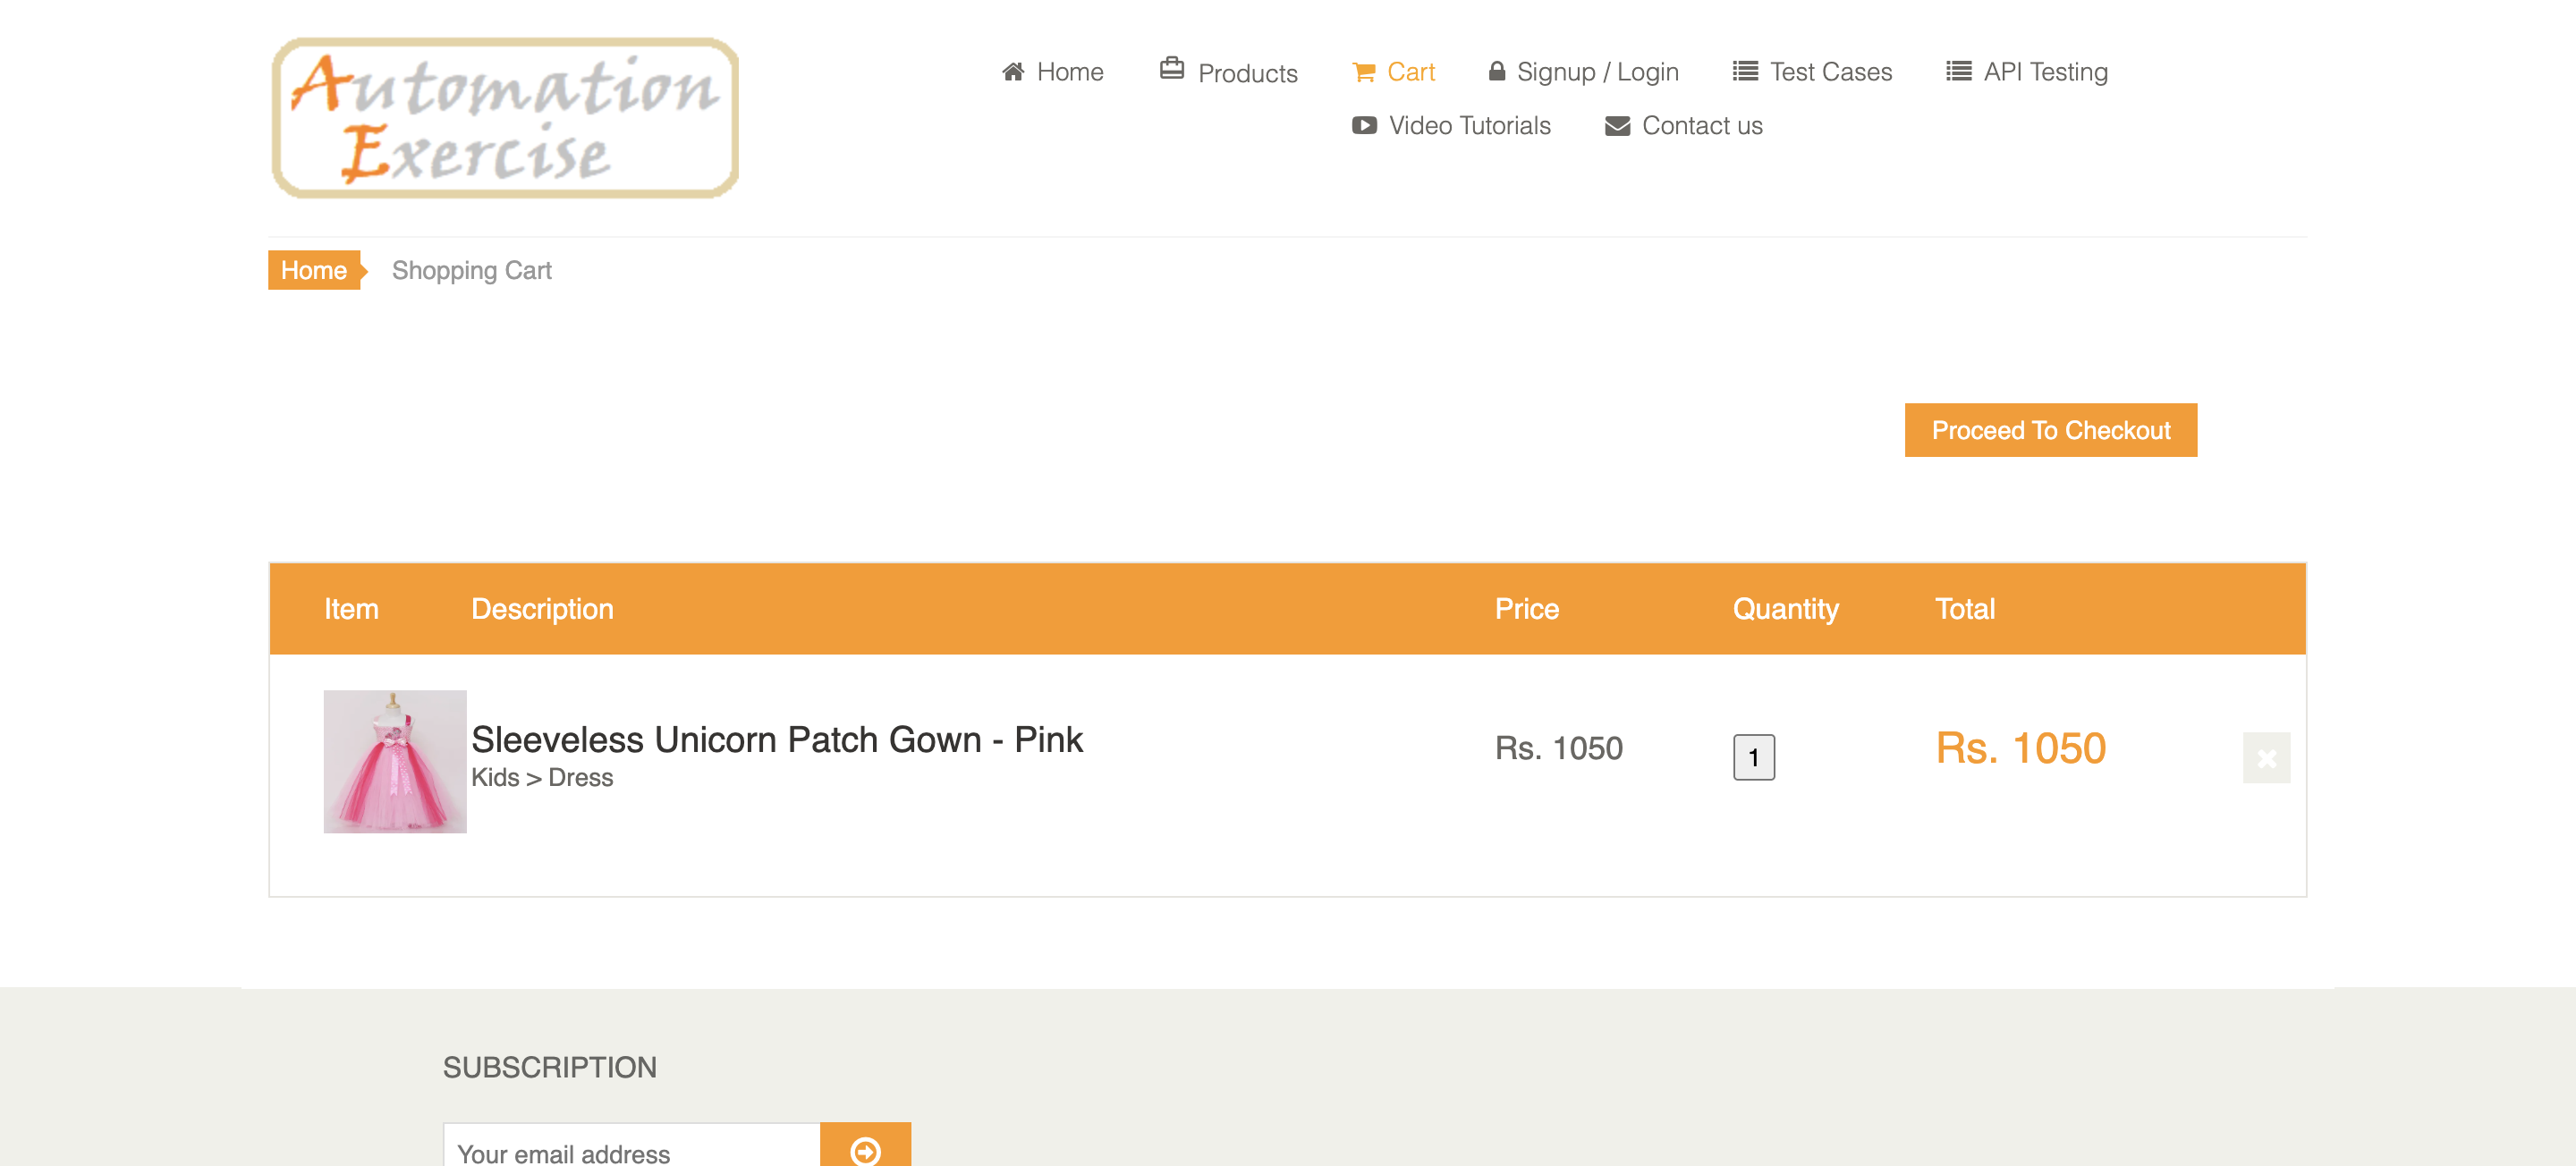 Automation
Exercise
Home Products Cart Signup / Login Test Cases API Testing
Video Tutorials Contact us
Home Shopping Cart
Proceed To Checkout
Item Description Price Quantity Total
Sleeveless Unicorn Patch Gown - Pink Rs. 1050 1 Rs. 1050
Kids > Dress
SUBSCRIPTION
Your email address